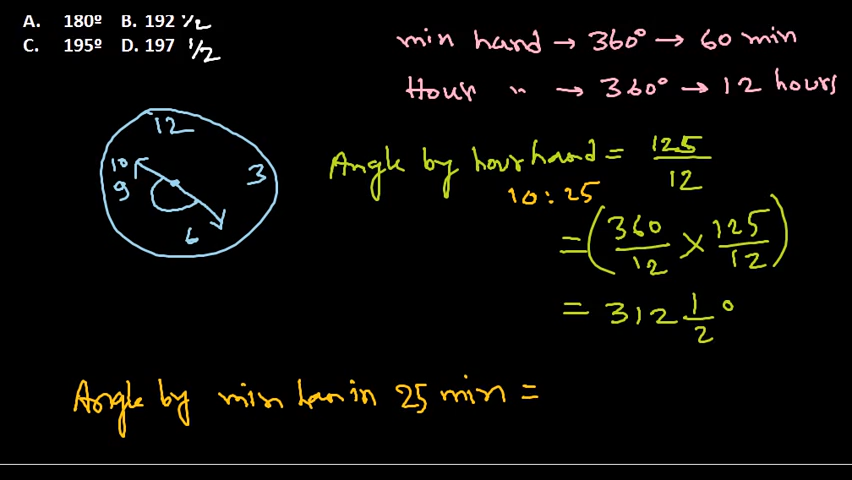 A. 180º B. 192 1/2
C. 195º D. 197 1/2
min hand → 360° → 60 min
Hour " → 360° → 12 hours
12
10
9
3
6
Angle by hour hand = 125/12
10:25
= (360/12 × 125/12)
= 312 1/2°
Angle by min han in 25 min =